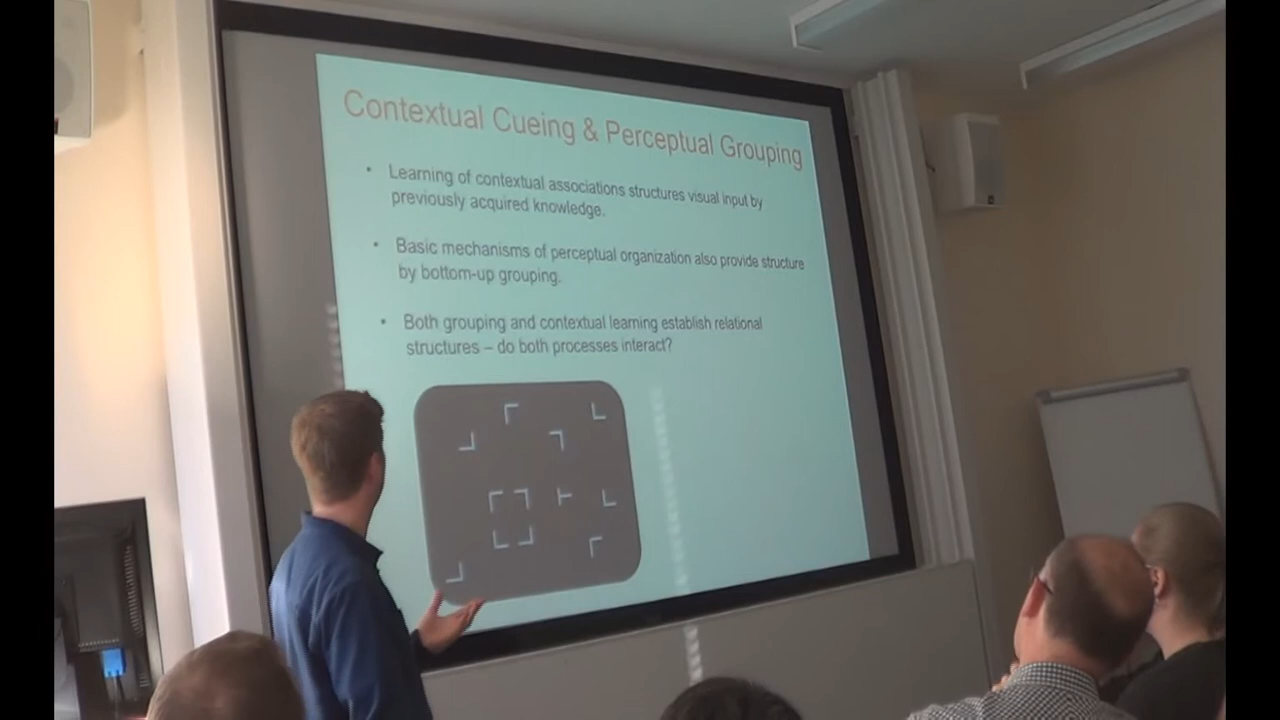 Contextual Cueing & Perceptual Grouping
• Learning of contextual associations structures visual input by
previously acquired knowledge.
• Basic mechanisms of perceptual organization also provide structure
by bottom-up grouping.
• Both grouping and contextual learning establish relational
structures – do both processes interact?